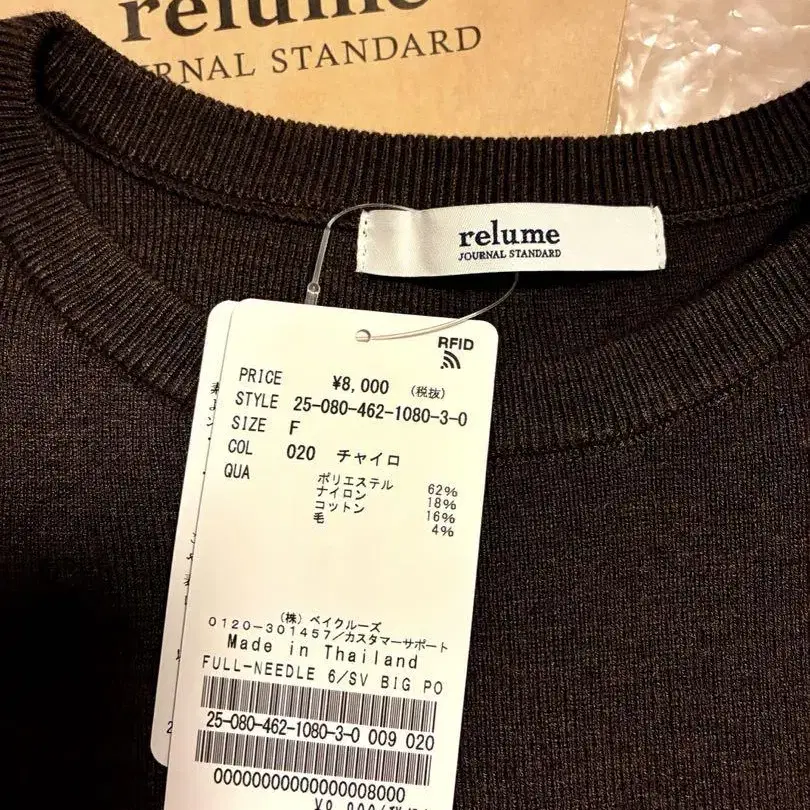 relume
JOURNAL STANDARD
relume
JOURNAL STANDARD
RFID
PRICE ¥8,000 (税抜)
STYLE 25-080-462-1080-3-0
SIZE F
COL 020 チャイロ
QUA ポリエステル 62%
ナイロン 18%
コットン 16%
毛 4%
(株) ベイクルーズ
0120-301457/カスタマーサポート
Made in Thailand
FULL-NEEDLE 6/SV BIG PO
25-080-462-1080-3-0 009 020
00000000000000008000